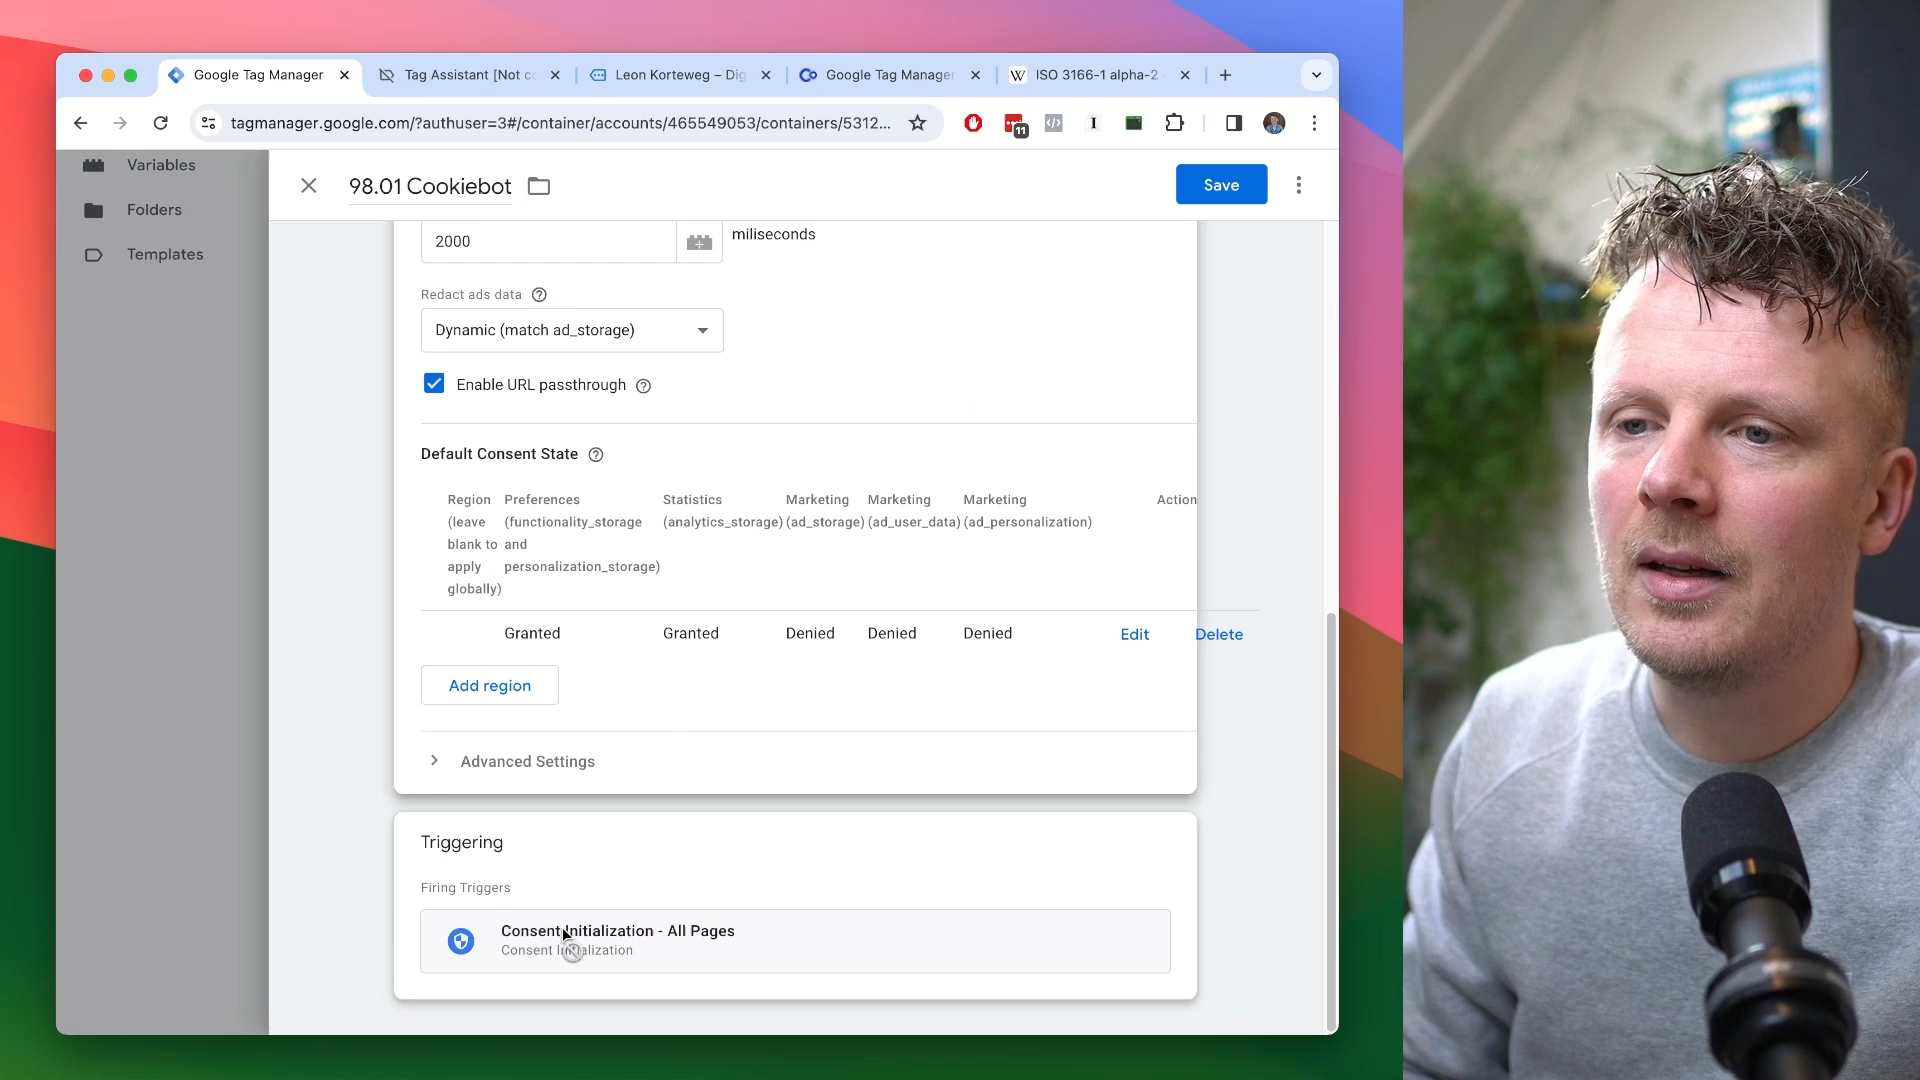 Google Tag Manager
Tag Assistant [Not c
Leon Korteweg – Dig
Google Tag Manager
W
ISO 3166-1 alpha-2
tagmanager.google.com/?authuser=3#/container/accounts/465549053/containers/5312...
11
I
Variables
Folders
Templates
98.01 Cookiebot
Save
2000
miliseconds
Redact ads data
Dynamic (match ad_storage)
Enable URL passthrough
Default Consent State
Region (leave blank to apply globally)
Preferences (functionality_storage and personalization_storage)
Statistics (analytics_storage)
Marketing (ad_storage)
Marketing (ad_user_data)
Marketing (ad_personalization)
Action
Granted
Granted
Denied
Denied
Denied
Edit
Delete
Add region
Advanced Settings
Triggering
Firing Triggers
Consent Initialization - All Pages
Consent Initialization